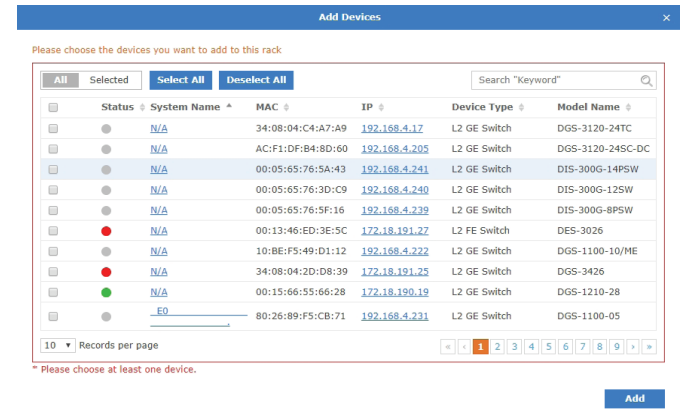 Add Devices ×
Please choose the devices you want to add to this rack
All Selected Select All Deselect All Search "Keyword"
Status System Name MAC IP Device Type Model Name
N/A 34:08:04:C4:A7:A9 192.168.4.17 L2 GE Switch DGS-3120-24TC
N/A AC:F1:DF:B4:8D:60 192.168.4.205 L2 GE Switch DGS-3120-24SC-DC
N/A 00:05:65:76:5A:43 192.168.4.241 L2 GE Switch DIS-300G-14PSW
N/A 00:05:65:76:3D:C9 192.168.4.240 L2 GE Switch DIS-300G-12SW
N/A 00:05:65:76:5F:16 192.168.4.239 L2 GE Switch DIS-300G-8PSW
N/A 00:13:46:ED:3E:5C 172.18.191.27 L2 FE Switch DES-3026
N/A 10:BE:F5:49:D1:12 192.168.4.222 L2 GE Switch DGS-1100-10/ME
N/A 34:08:04:2D:D8:39 172.18.191.25 L2 GE Switch DGS-3426
N/A 00:15:66:55:66:28 172.18.190.19 L2 GE Switch DGS-1210-28
E0 80:26:89:F5:CB:71 192.168.4.231 L2 GE Switch DGS-1100-05
10 Records per page « ‹ 1 2 3 4 5 6 7 8 9 › »
* Please choose at least one device.
Add